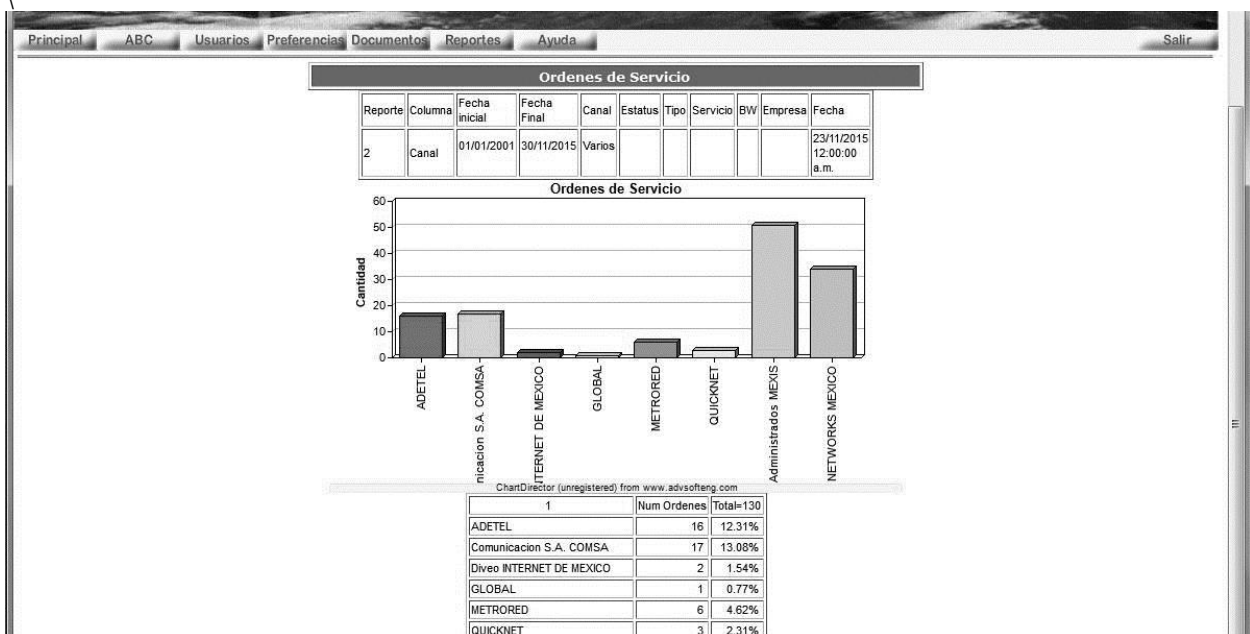 \
Principal ABC Usuarios Preferencias Documentos Reportes Ayuda Salir
Ordenes de Servicio
Reporte Columna Fecha inicial Fecha Final Canal Estatus Tipo Servicio BW Empresa Fecha
2 Canal 01/01/2001 30/11/2015 Varios 23/11/2015 12:00:00 a.m.
Ordenes de Servicio
60
50
40
30
20
10
0
Cantidad
ADETEL
nicacion S.A. COMSA
TERNET DE MEXICO
GLOBAL
METRORED
QUICKNET
Administrados MEXIS
NETWORKS MEXICO
ChartDirector (unregistered) from www.advsofteng.com
1 Num Ordenes Total=130
ADETEL 16 12.31%
Comunicacion S.A. COMSA 17 13.08%
Diveo INTERNET DE MEXICO 2 1.54%
GLOBAL 1 0.77%
METRORED 6 4.62%
QUICKNET 3 2.31%